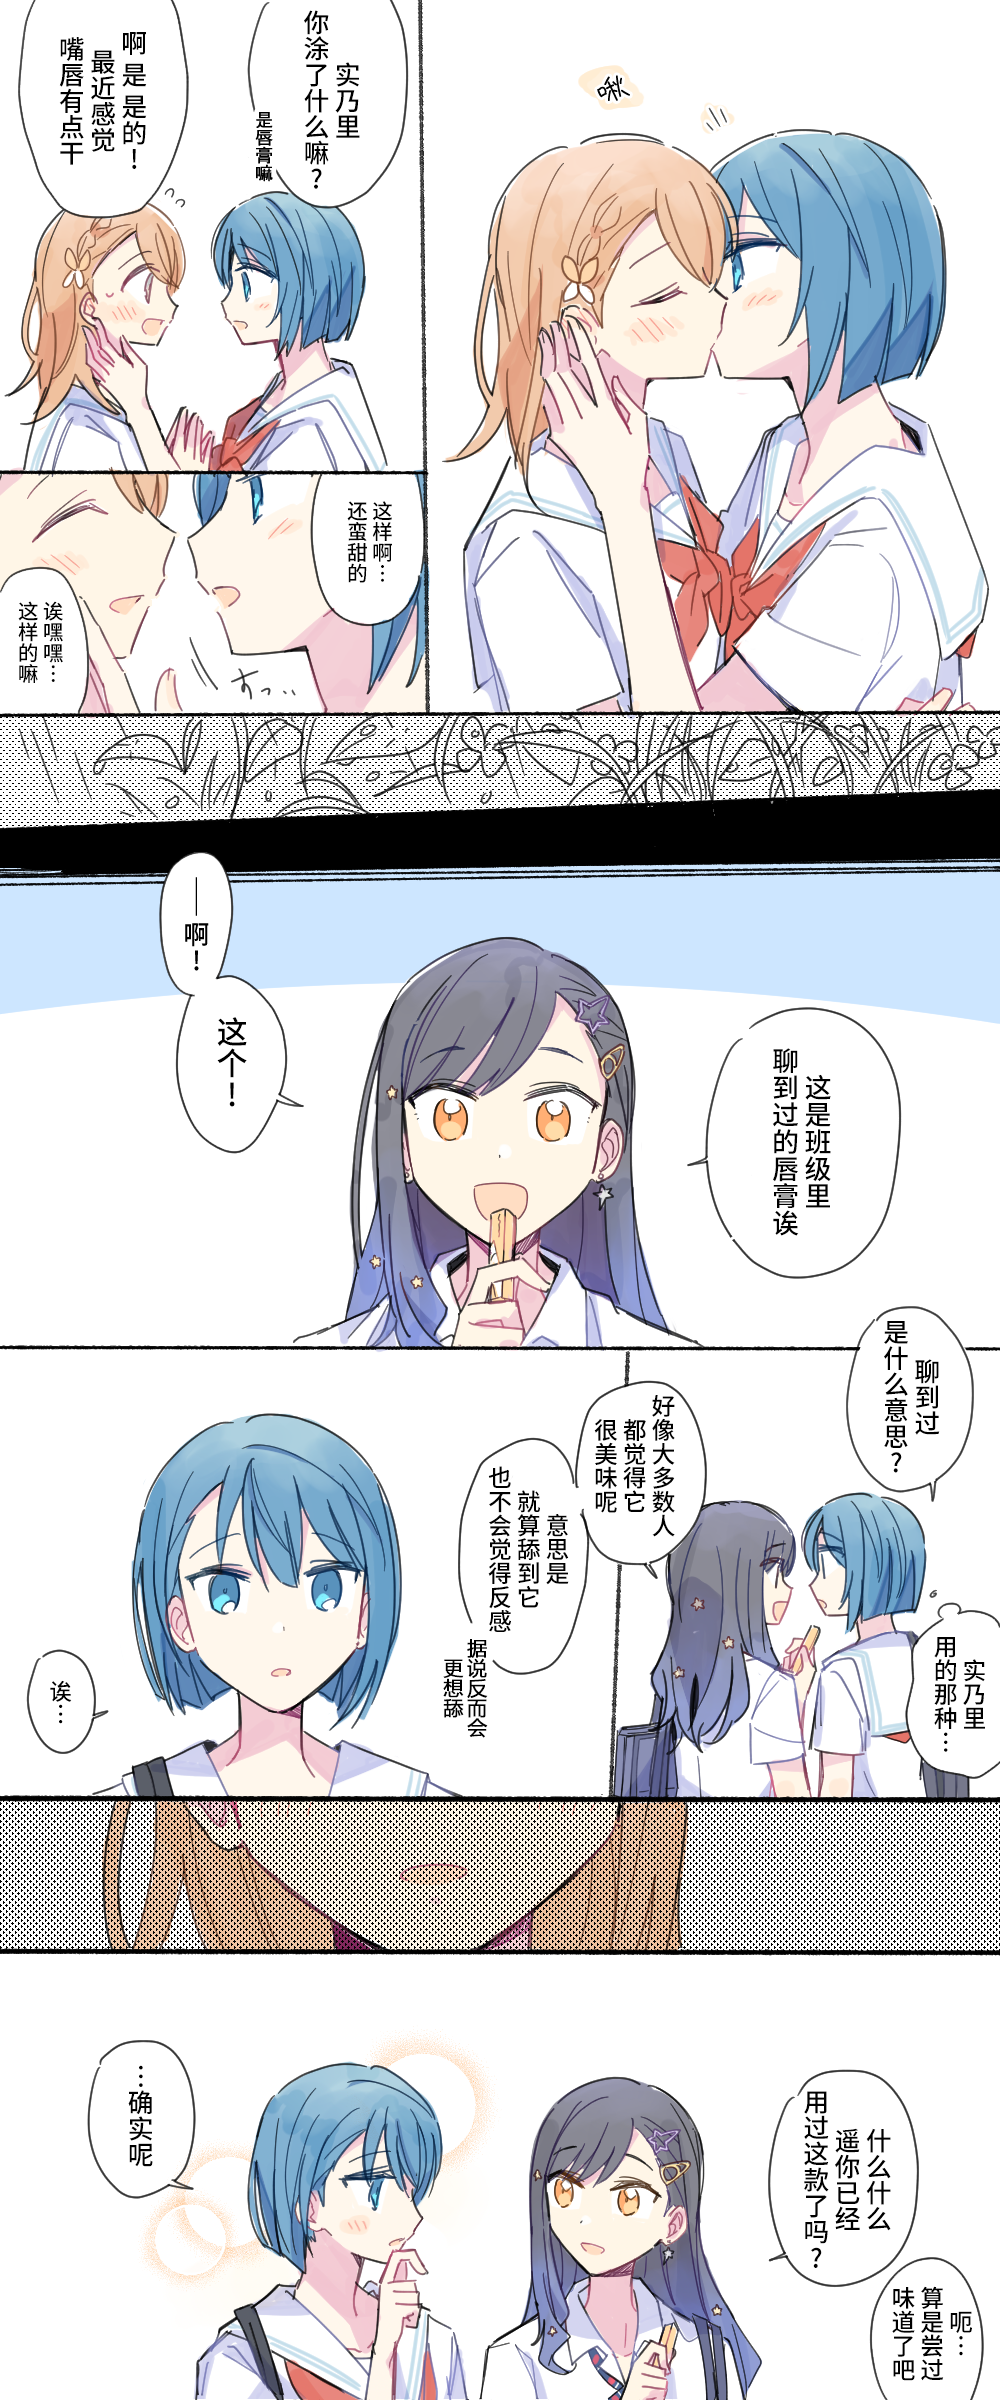 啾
实乃里
你涂了什么嘛？
是唇膏嘛
啊 是 是的！
最近感觉
嘴唇有点干
这样啊…
还蛮甜的
すっ…
诶嘿嘿…
这样的嘛
——啊！
这个！
这是班级里
聊到过的唇膏诶
聊到过
是什么意思？
好像大多数人
都觉得它
很美味呢
实乃里
用的那种…
意思是
就算舔到它
也不会觉得反感
据说反而会
更想舔
诶…
什么什么
遥你已经
用过这款了吗？
…确实呢
呃…
算是尝过
味道了吧